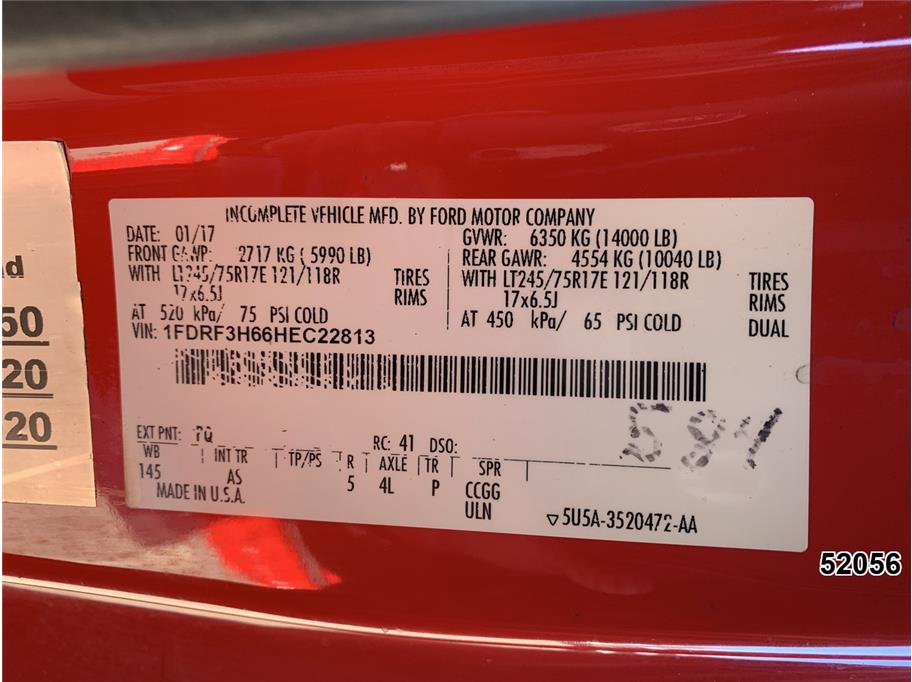 INCOMPLETE VEHICLE MFD. BY FORD MOTOR COMPANY
DATE: 01/17 GVWR: 6350 KG (14000 LB)
FRONT GAWR: 2717 KG ( 5990 LB) REAR GAWR: 4554 KG (10040 LB)
WITH LT245/75R17E 121/118R TIRES WITH LT245/75R17E 121/118R TIRES
17x6.5J RIMS 17x6.5J RIMS
AT 520 kPa/ 75 PSI COLD AT 450 kPa/ 65 PSI COLD DUAL
VIN: 1FDRF3H66HEC22813
EXT PNT: PQ RC: 41 DSO:
WB INT TR TP/PS R AXLE TR SPR
145 AS 5 4L P CCGG
MADE IN U.S.A. ULN
5U5A-3520472-AA
50
20
20
52056